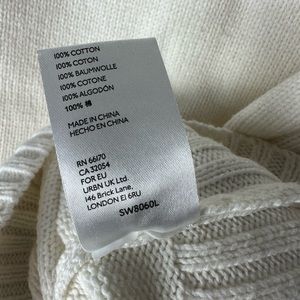 100% COTTON
100% COTON
100% BAUMWOLLE
100% COTONE
100% ALGODÓN
100%
MADE IN CHINA
HECHO EN CHINA
RN 66170
CA 32054
FOR EU
URBN UK Ltd.
146 Brick Lane,
LONDON E1 6RU
SW8060L